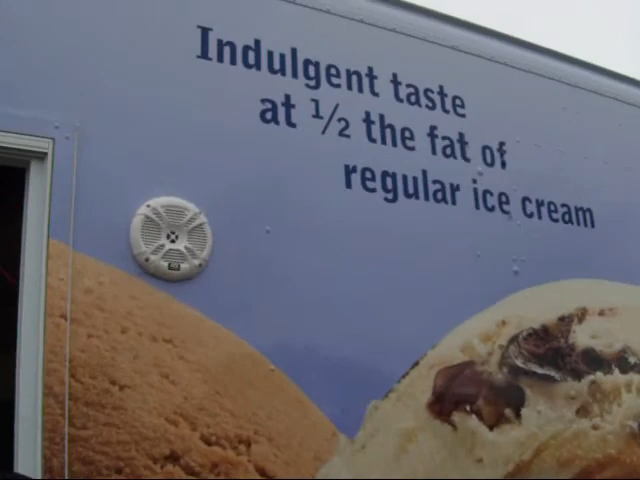 Indulgent taste
at ½ the fat of
regular ice cream